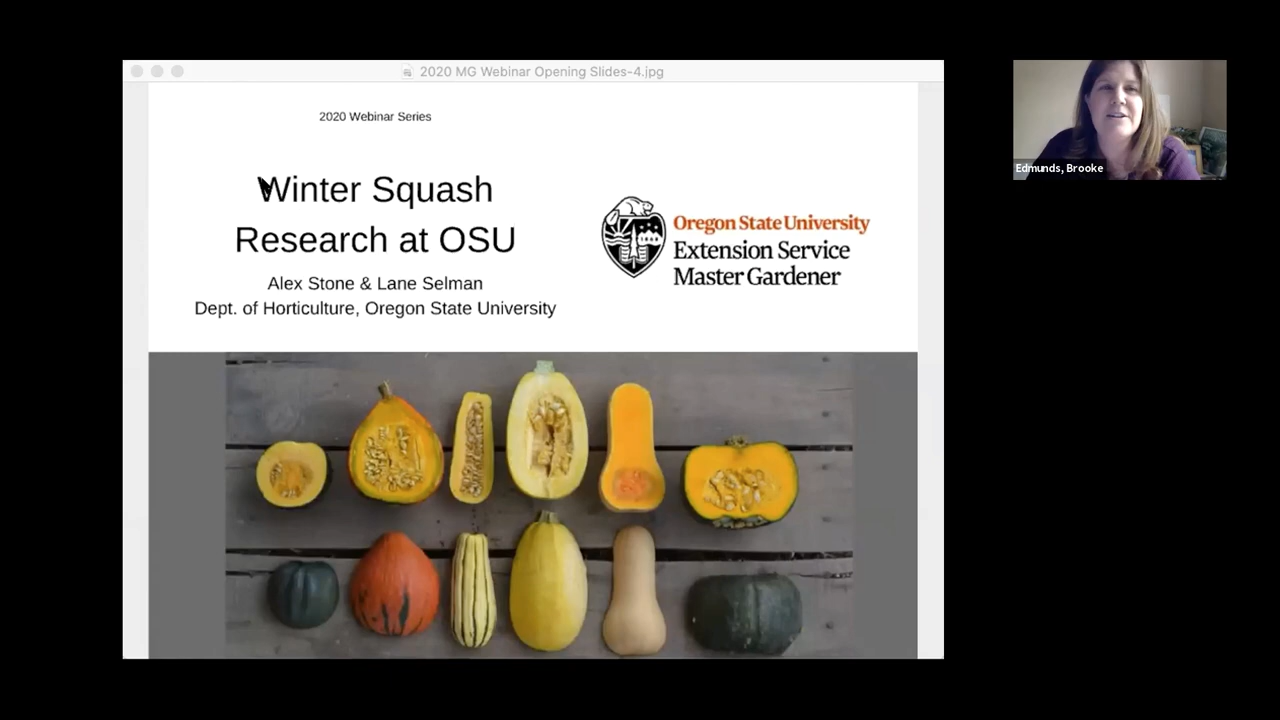 2020 MG Webinar Opening Slides-4.jpg
2020 Webinar Series
Winter Squash
Research at OSU
Alex Stone & Lane Selman
Dept. of Horticulture, Oregon State University
Oregon State University
Extension Service
Master Gardener
1868
Edmunds, Brooke